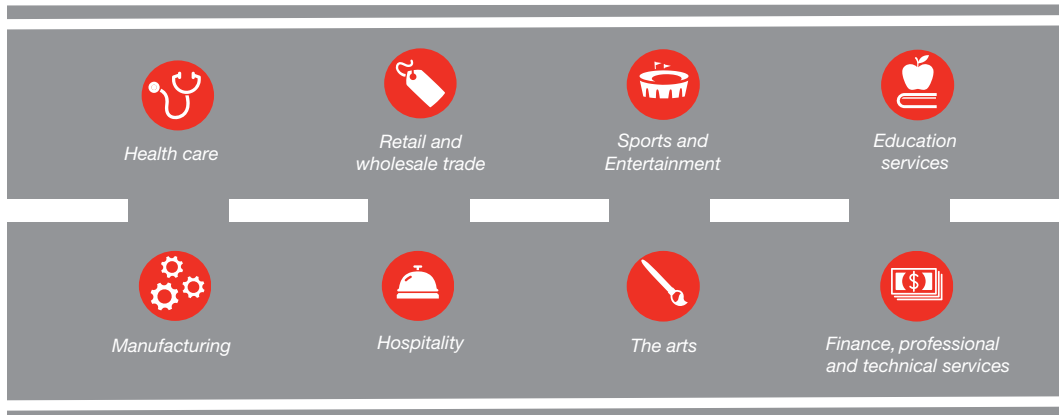 Health care
Retail and
wholesale trade
Sports and
Entertainment
Education
services
Manufacturing
Hospitality
The arts
$
Finance, professional
and technical services